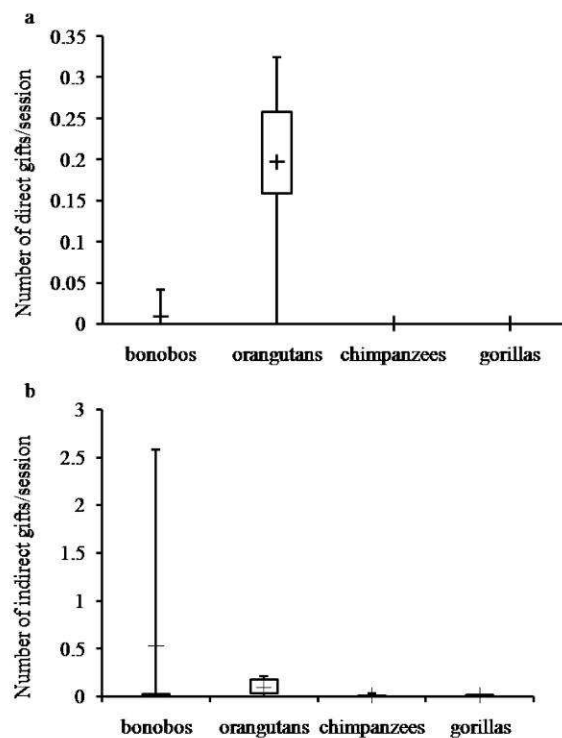 a
Number of direct gifts/session
0.35
0.3
0.25
0.2
0.15
0.1
0.05
0
bonobos orangutans chimpanzees gorillas
b
Number of indirect gifts/session
3
2.5
2
1.5
1
0.5
0
bonobos orangutans chimpanzees gorillas